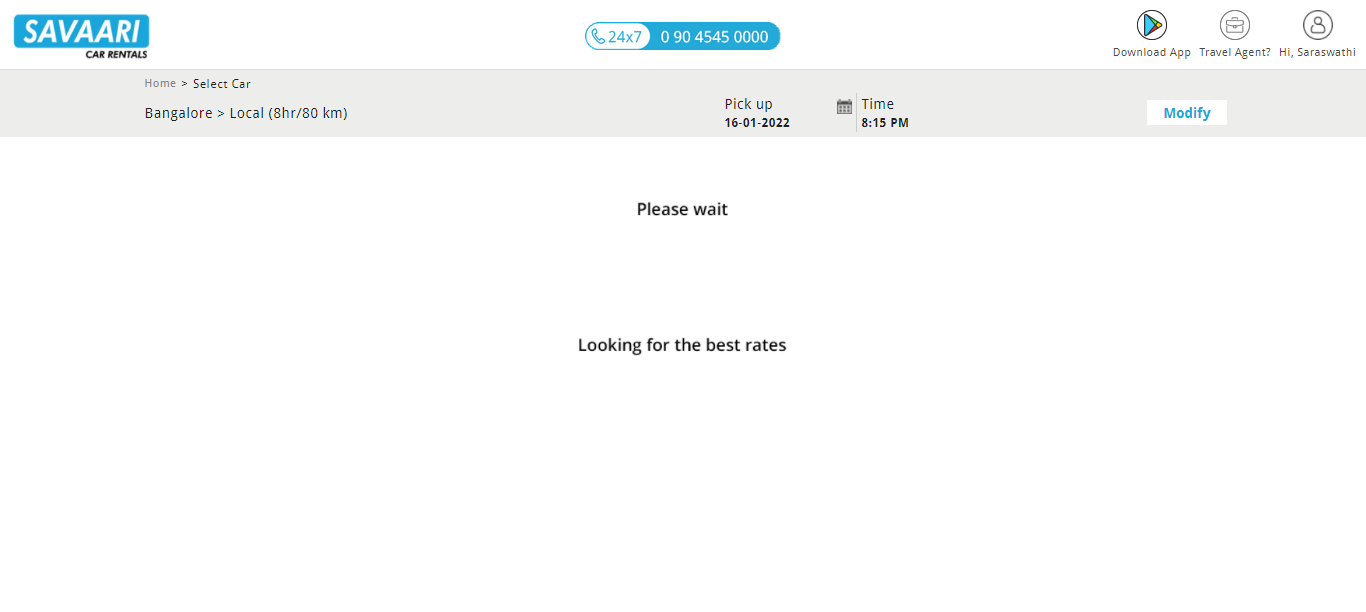 SAVAARI
CAR RENTALS
24x7 0 90 4545 0000
Download App Travel Agent? Hi, Saraswathi
Home > Select Car
Bangalore > Local (8hr/80 km)
Pick up
16-01-2022
Time
8:15 PM
Modify
Please wait
Looking for the best rates